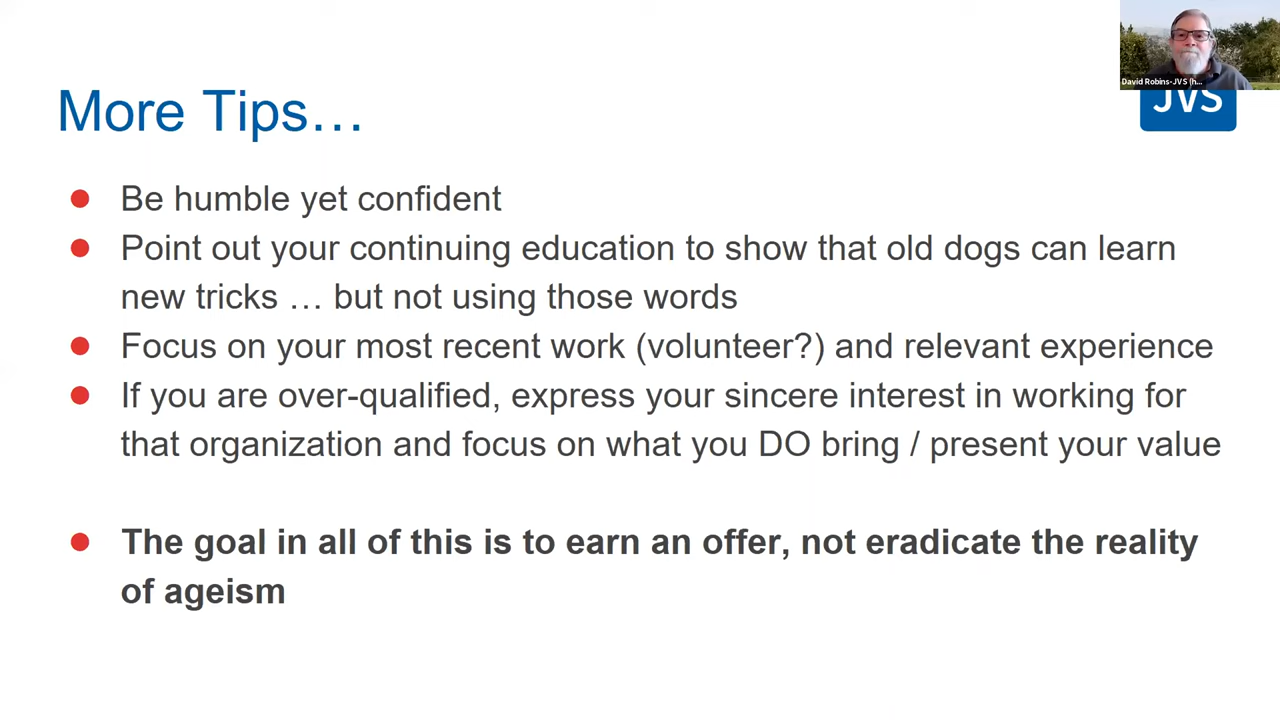 David Robins-JVS (h...
JVS
More Tips…
Be humble yet confident
Point out your continuing education to show that old dogs can learn
new tricks … but not using those words
Focus on your most recent work (volunteer?) and relevant experience
If you are over-qualified, express your sincere interest in working for
that organization and focus on what you DO bring / present your value
The goal in all of this is to earn an offer, not eradicate the reality
of ageism